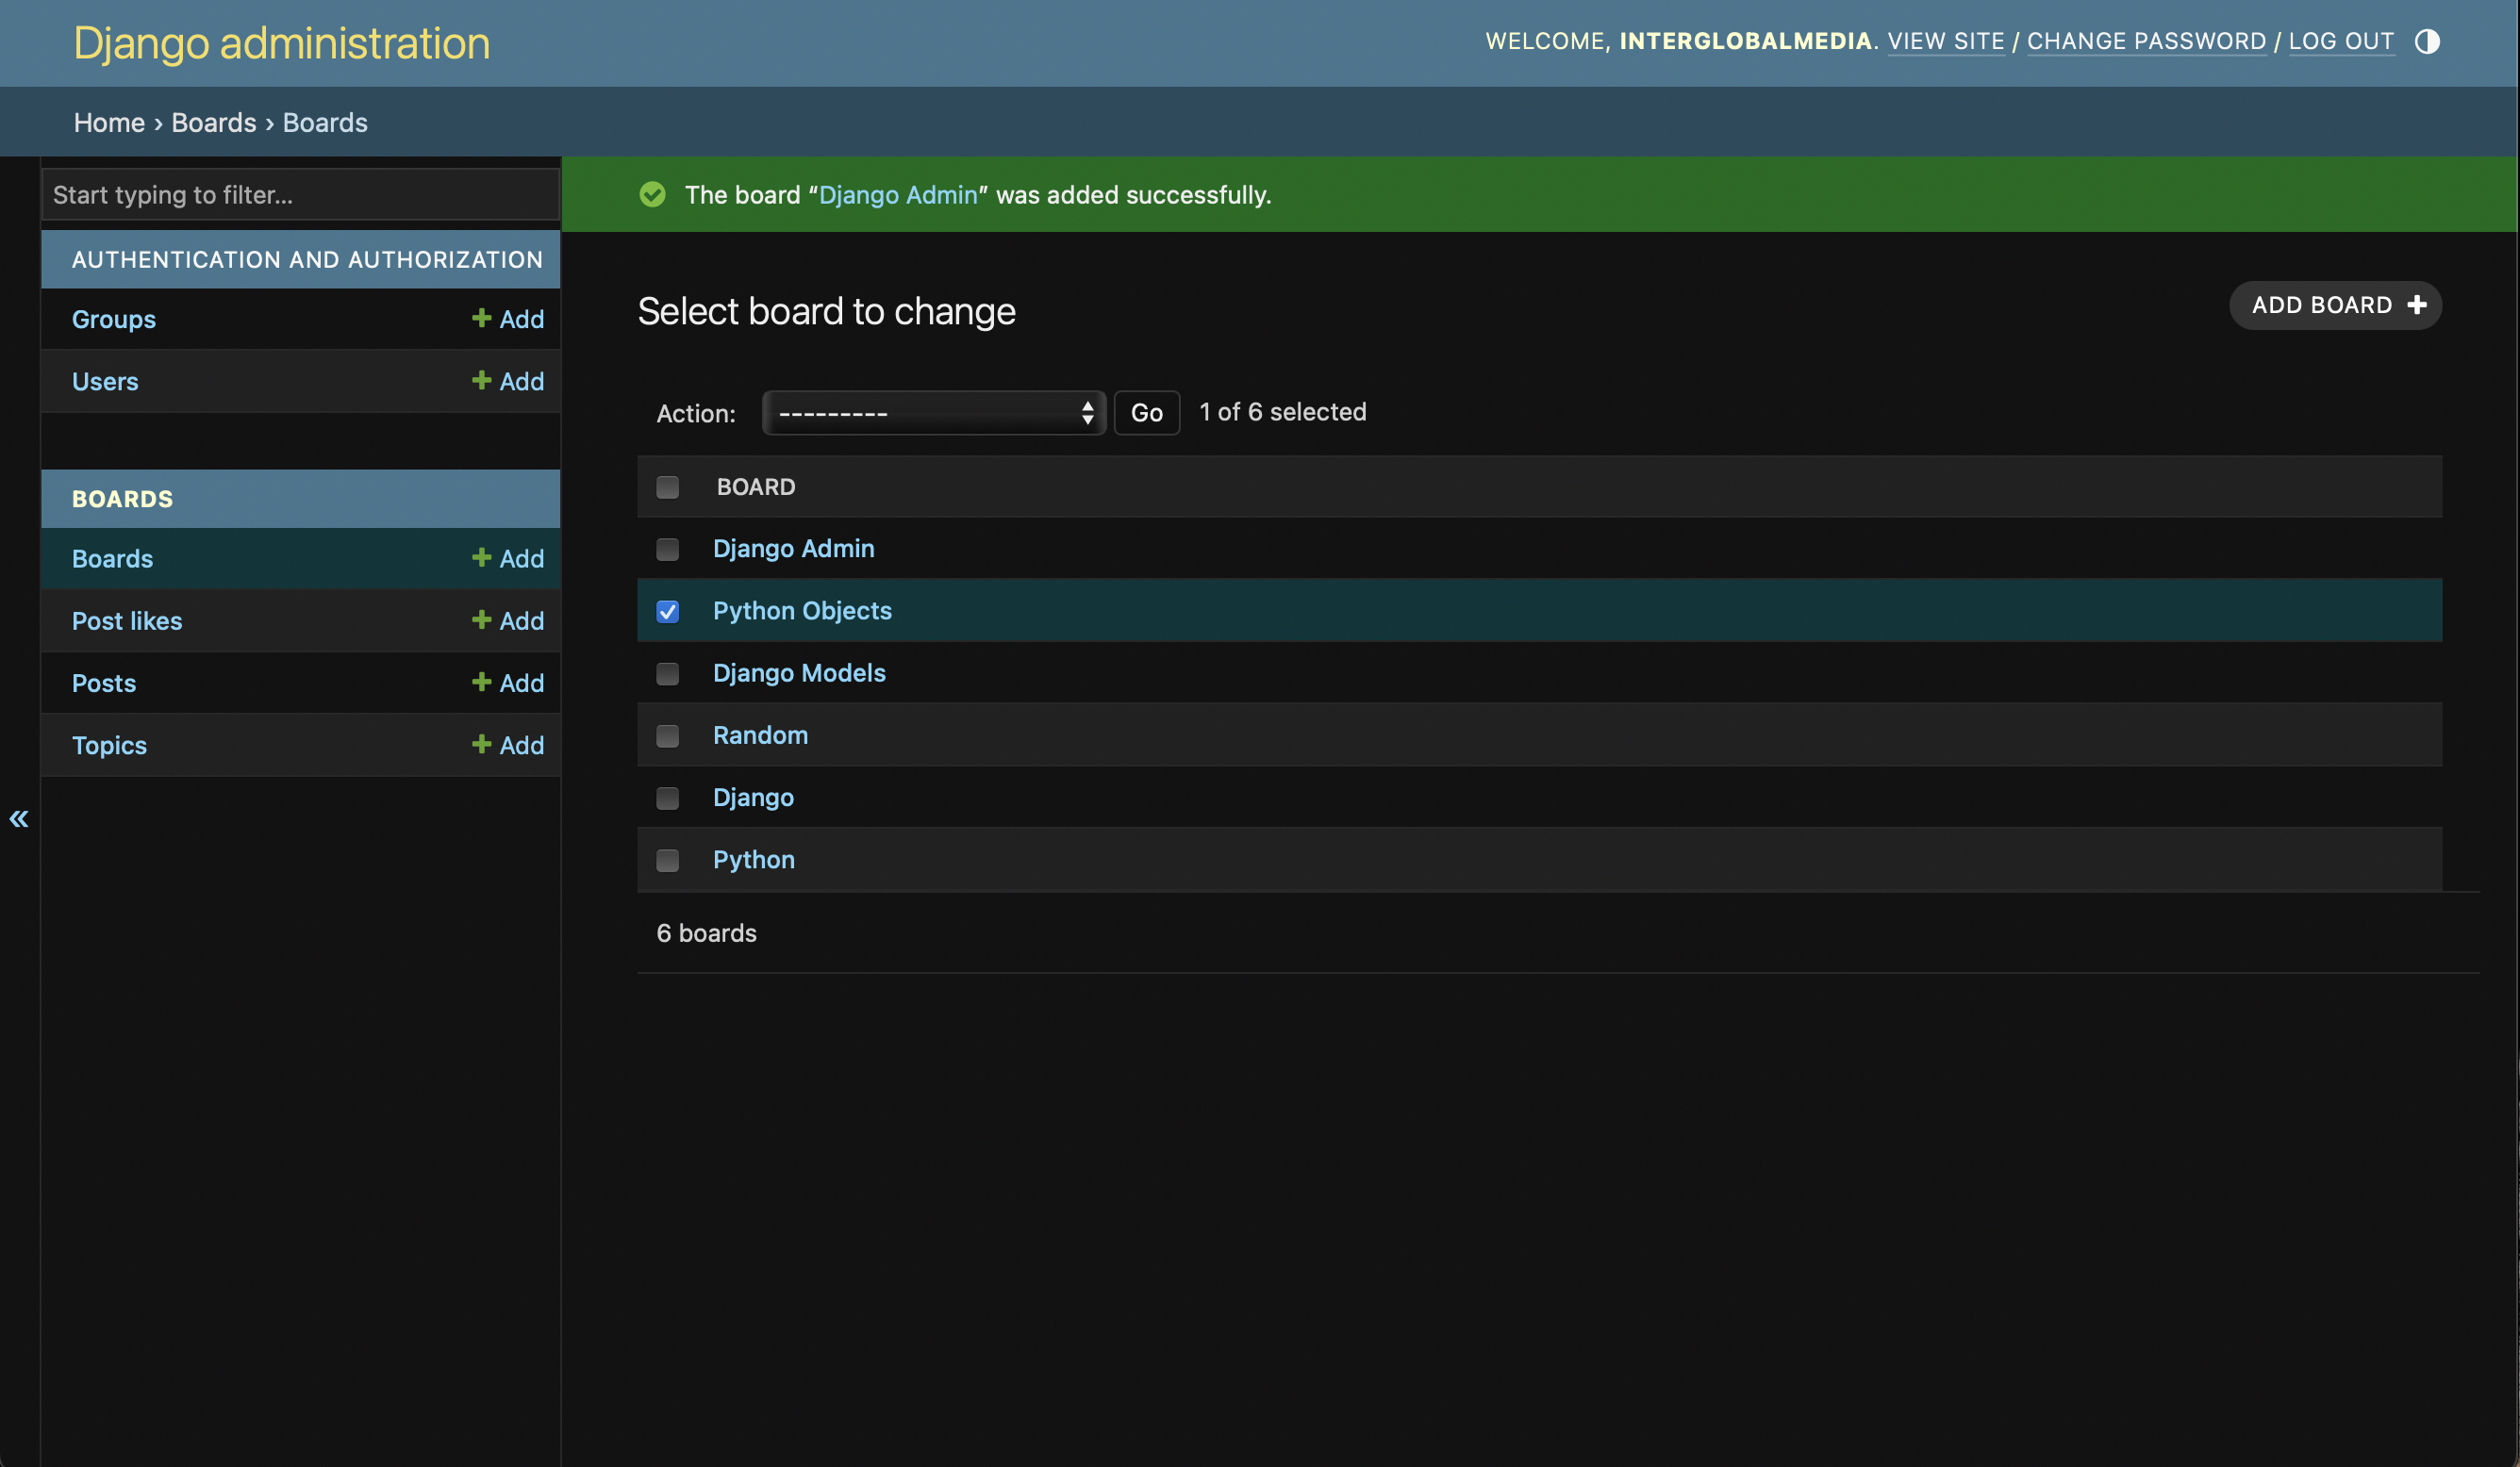 Django administration
WELCOME, INTERGLOBALMEDIA. VIEW SITE / CHANGE PASSWORD / LOG OUT
Home › Boards › Boards
Start typing to filter...
The board “Django Admin” was added successfully.
AUTHENTICATION AND AUTHORIZATION
Groups + Add
Users + Add
BOARDS
Boards + Add
Post likes + Add
Posts + Add
Topics + Add
«
Select board to change
ADD BOARD +
Action: --------- Go 1 of 6 selected
BOARD
Django Admin
Python Objects
Django Models
Random
Django
Python
6 boards